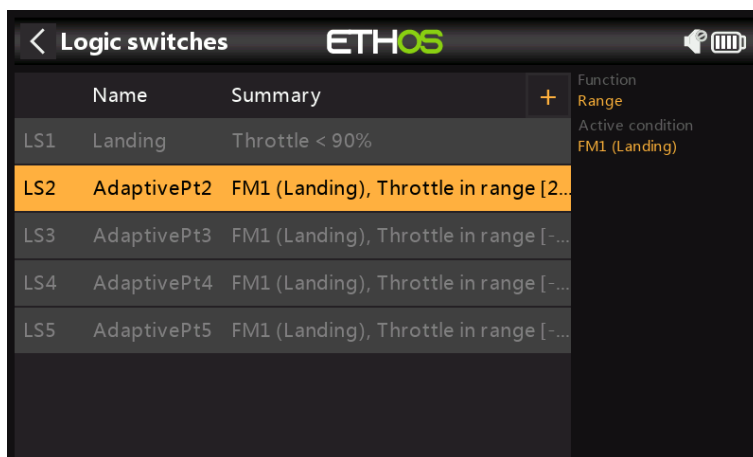 Logic switches
ETHOS
Name Summary +
LS1 Landing Throttle < 90%
LS2 AdaptivePt2 FM1 (Landing), Throttle in range [2...
LS3 AdaptivePt3 FM1 (Landing), Throttle in range [-...
LS4 AdaptivePt4 FM1 (Landing), Throttle in range [-...
LS5 AdaptivePt5 FM1 (Landing), Throttle in range [-...
Function
Range
Active condition
FM1 (Landing)